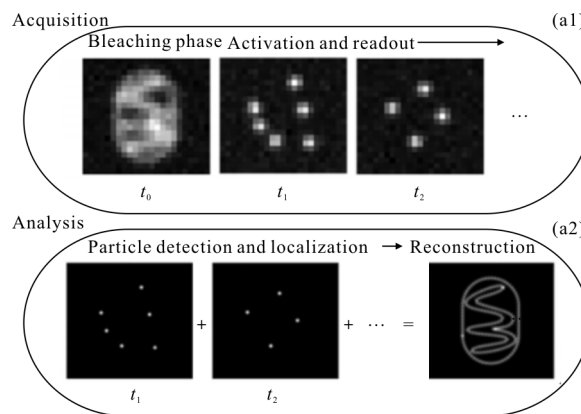 Acquisition
(a1)
Bleaching phase Activation and readout
...
t₀ t₁ t₂
Analysis
(a2)
Particle detection and localization Reconstruction
+ + ... =
t₁ t₂